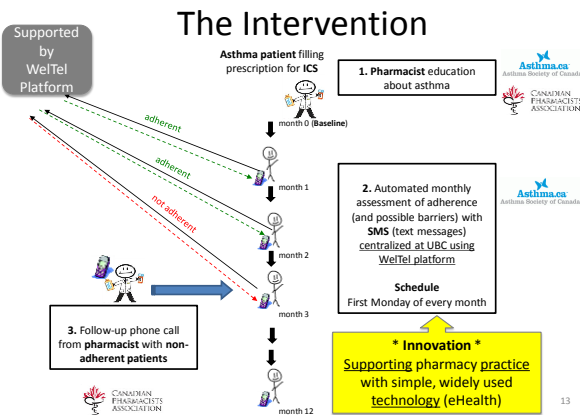 The Intervention
Supported
by
WelTel
Platform
Asthma patient filling
prescription for ICS
1. Pharmacist education
about asthma
Asthma.ca
Asthma Society of Canada
CANADIAN
PHARMACISTS
ASSOCIATION
month 0 (Baseline)
adherent
month 1
adherent
month 2
not adherent
month 3
2. Automated monthly
assessment of adherence
(and possible barriers) with
SMS (text messages)
centralized at UBC using
WelTel platform
Schedule
First Monday of every month
Asthma.ca
Asthma Society of Canada
3. Follow-up phone call
from pharmacist with non-
adherent patients
* Innovation *
Supporting pharmacy practice
with simple, widely used
technology (eHealth)
CANADIAN
PHARMACISTS
ASSOCIATION
month 12
13